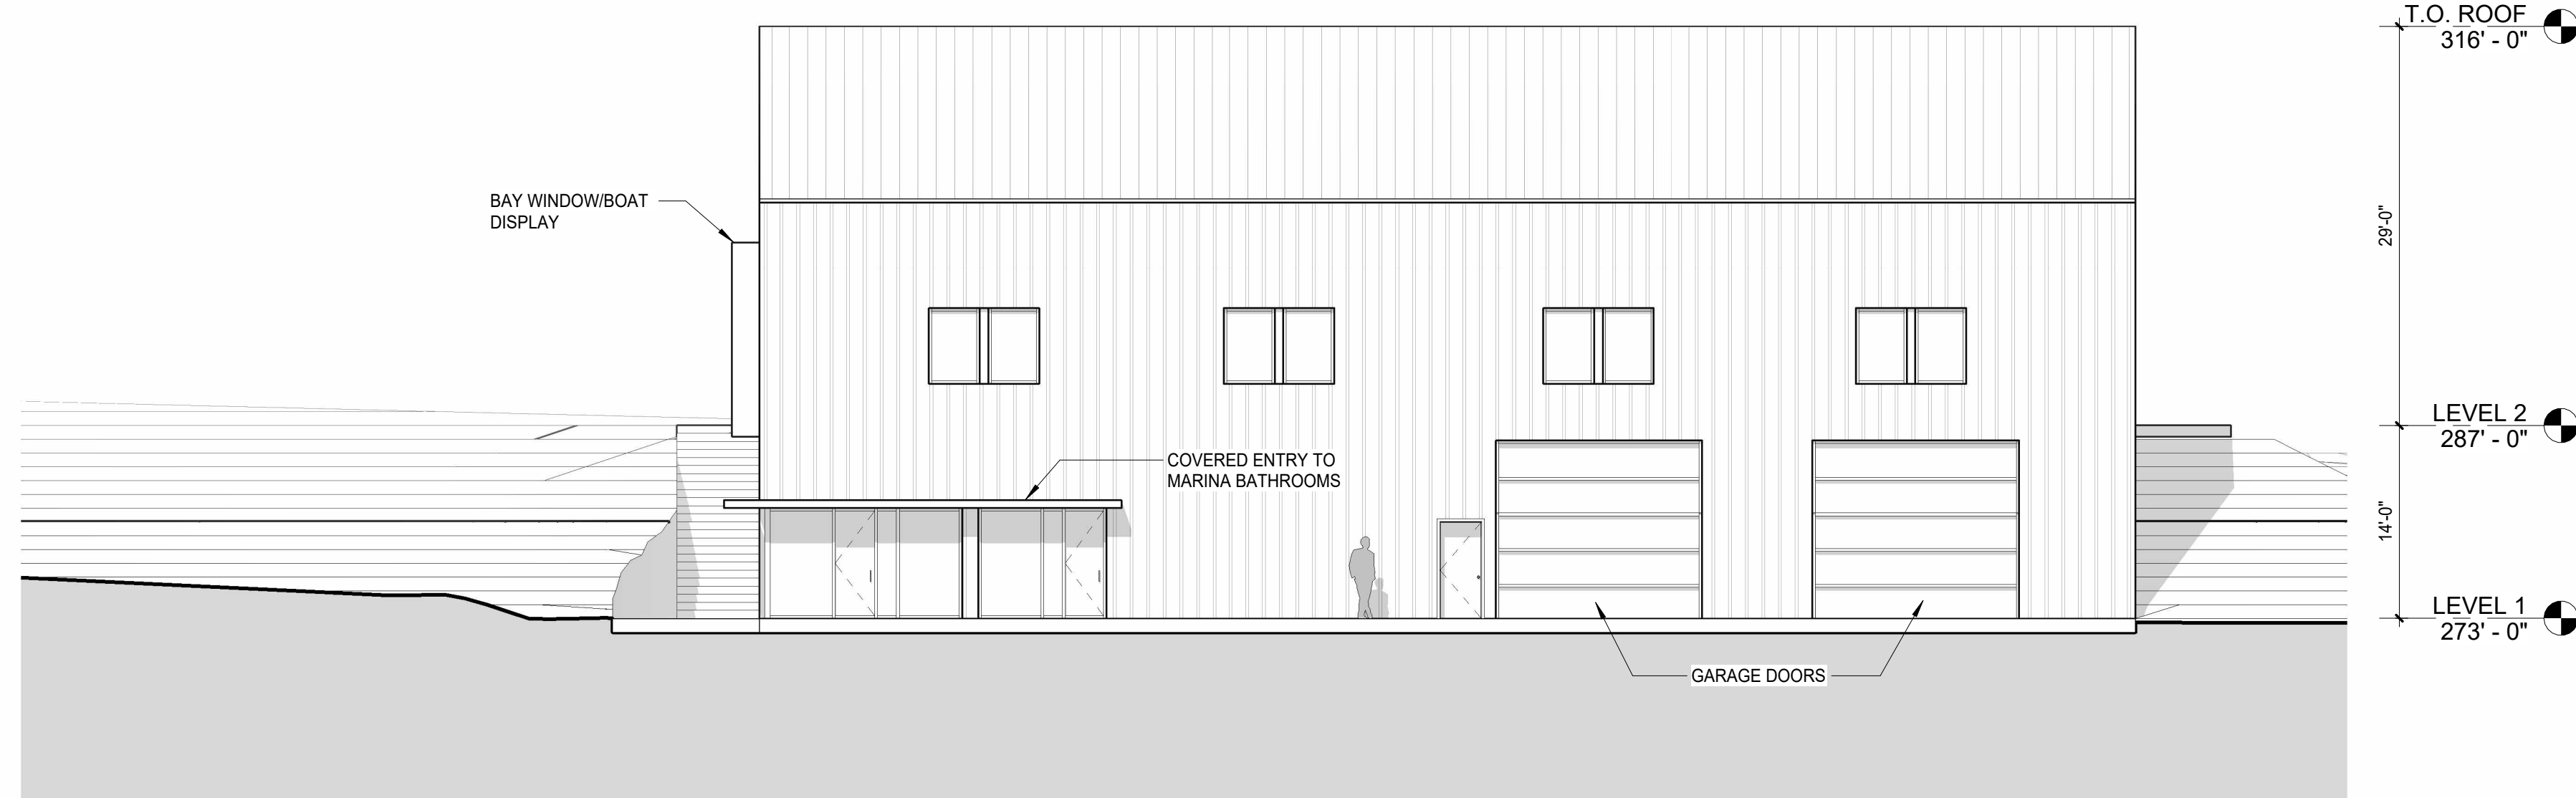 T.O. ROOF
316' - 0"
BAY WINDOW/BOAT
DISPLAY
29'-0"
LEVEL 2
287' - 0"
COVERED ENTRY TO
MARINA BATHROOMS
14'-0"
LEVEL 1
273' - 0"
GARAGE DOORS